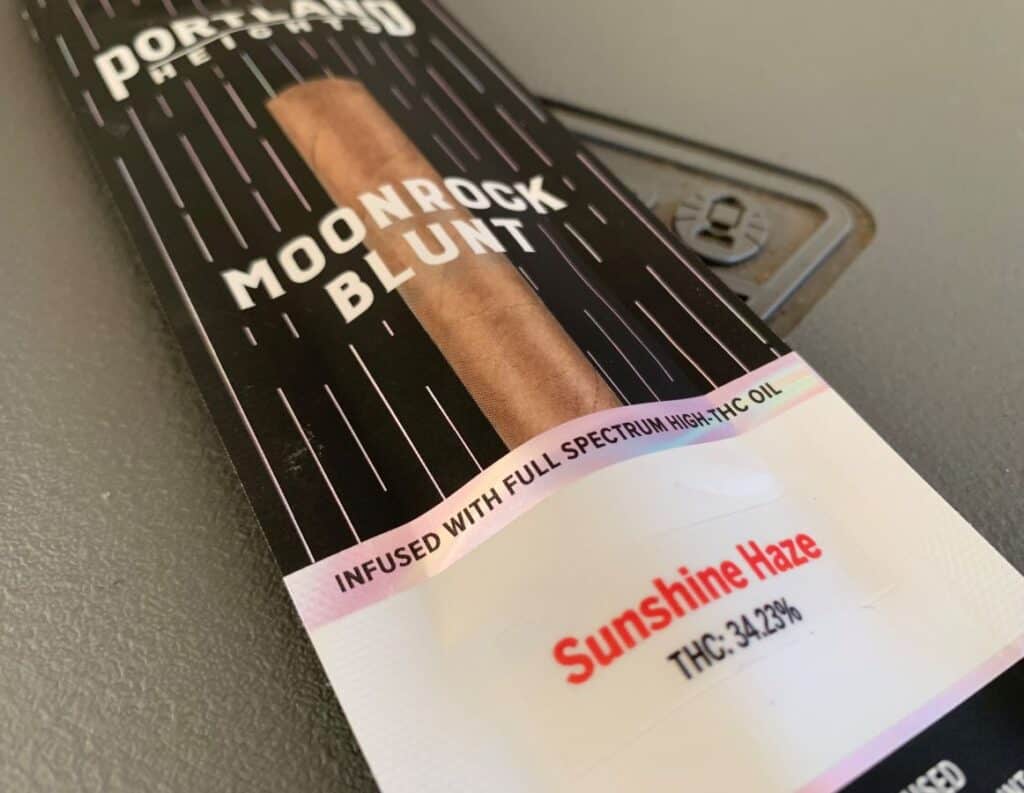 PORTLAND
HEIGHTS
MOONROCK
BLUNT
INFUSED WITH FULL SPECTRUM HIGH-THC OIL
Sunshine Haze
THC: 34.23%